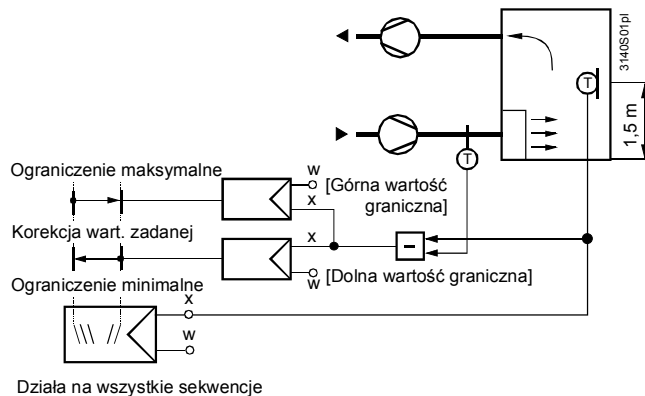 3140S01pl
T
1,5 m
T
Ograniczenie maksymalne
w
[Górna wartość
graniczna]
x
Korekcja wart. zadanej
x
–
w
[Dolna wartość graniczna]
Ograniczenie minimalne
x
w
Działa na wszystkie sekwencje